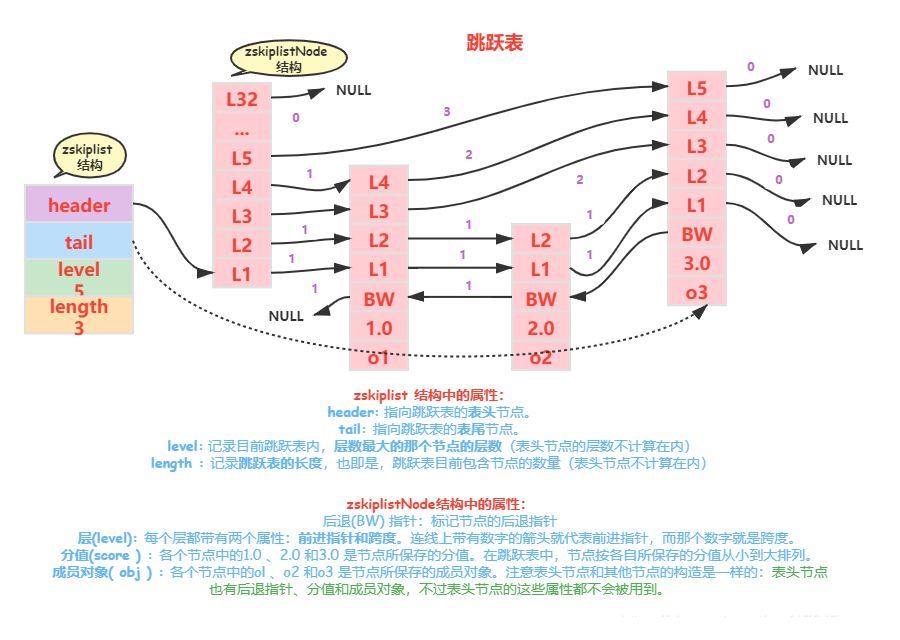 跳跃表
zskiplistNode
结构
NULL
L32
...
L5
L4
L3
L2
L1
0
3
2
2
1
1
1
zskiplist
结构
header
tail
level
5
length
3
L4
L3
L2
L1
BW
1.0
o1
1
NULL
1
1
1
L2
L1
BW
2.0
o2
1
1
L5
L4
L3
L2
L1
BW
3.0
o3
0
NULL
0
NULL
0
NULL
0
NULL
0
NULL
zskiplist 结构中的属性：
header: 指向跳跃表的表头节点。
tail: 指向跳跃表的表尾节点。
level: 记录目前跳跃表内，层数最大的那个节点的层数（表头节点的层数不计算在内）
length ：记录跳跃表的长度，也即是，跳跃表目前包含节点的数量（表头节点不计算在内）
zskiplistNode结构中的属性：
后退(BW) 指针：标记节点的后退指针
层(level): 每个层都带有两个属性：前进指针和跨度。连线上带有数字的箭头就代表前进指针，而那个数字就是跨度。
分值(score ) ：各个节点中的1.0 、2.0 和3.0 是节点所保存的分值。在跳跃表中，节点按各自所保存的分值从小到大排列。
成员对象( obj ) ：各个节点中的ol 、o2 和o3 是节点所保存的成员对象。注意表头节点和其他节点的构造是一样的：表头节点
也有后退指针、分值和成员对象，不过表头节点的这些属性都不会被用到。